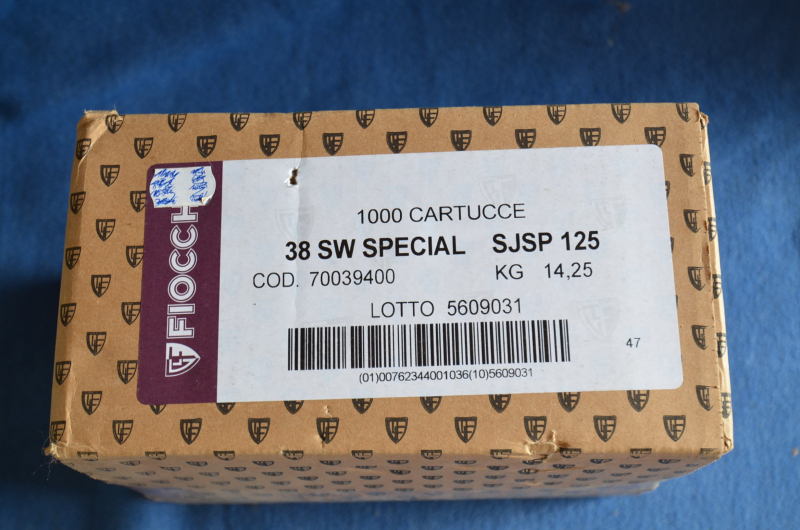 FIOCCHI
1000 CARTUCCE
38 SW SPECIAL SJSP 125
COD. 70039400 KG 14,25
LOTTO 5609031
(01)00762344001036(10)5609031
47